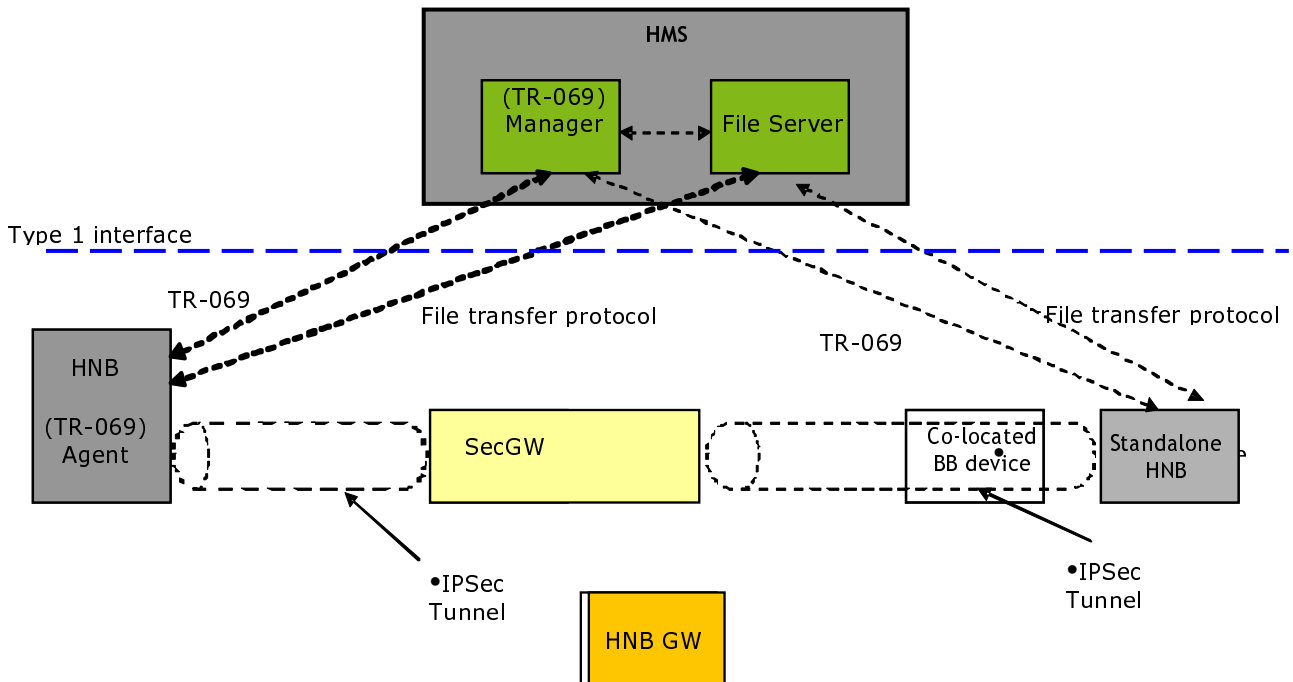 HMS
(TR-069)
Manager
File Server
Type 1 interface
TR-069
File transfer protocol
File transfer protocol
TR-069
HNB
(TR-069)
Agent
SecGW
Co-located
BB device
Standalone
HNB
•IPSec
Tunnel
•IPSec
Tunnel
HNB GW